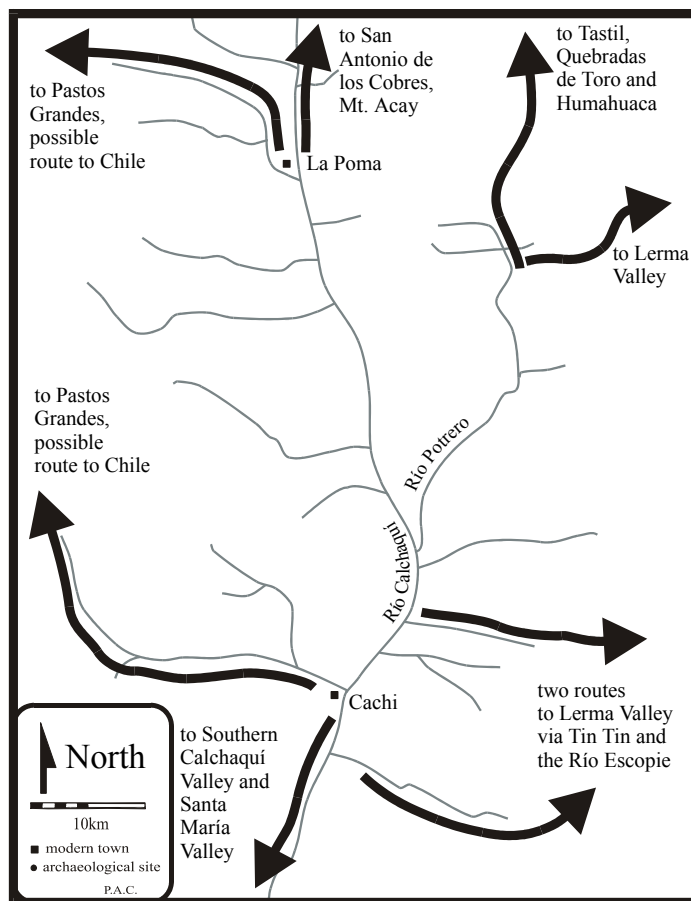 to Pastos
Grandes,
possible
route to Chile
to San
Antonio de
los Cobres,
Mt. Acay
to Tastil,
Quebradas
de Toro and
Humahuaca
La Poma
to Lerma
Valley
to Pastos
Grandes,
possible
route to Chile
Río Potrero
Río Calchaquí
Cachi
two routes
to Lerma Valley
via Tin Tin and
the Río Escopie
to Southern
Calchaquí
Valley and
Santa
María
Valley
North
10km
modern town
archaeological site
P.A.C.